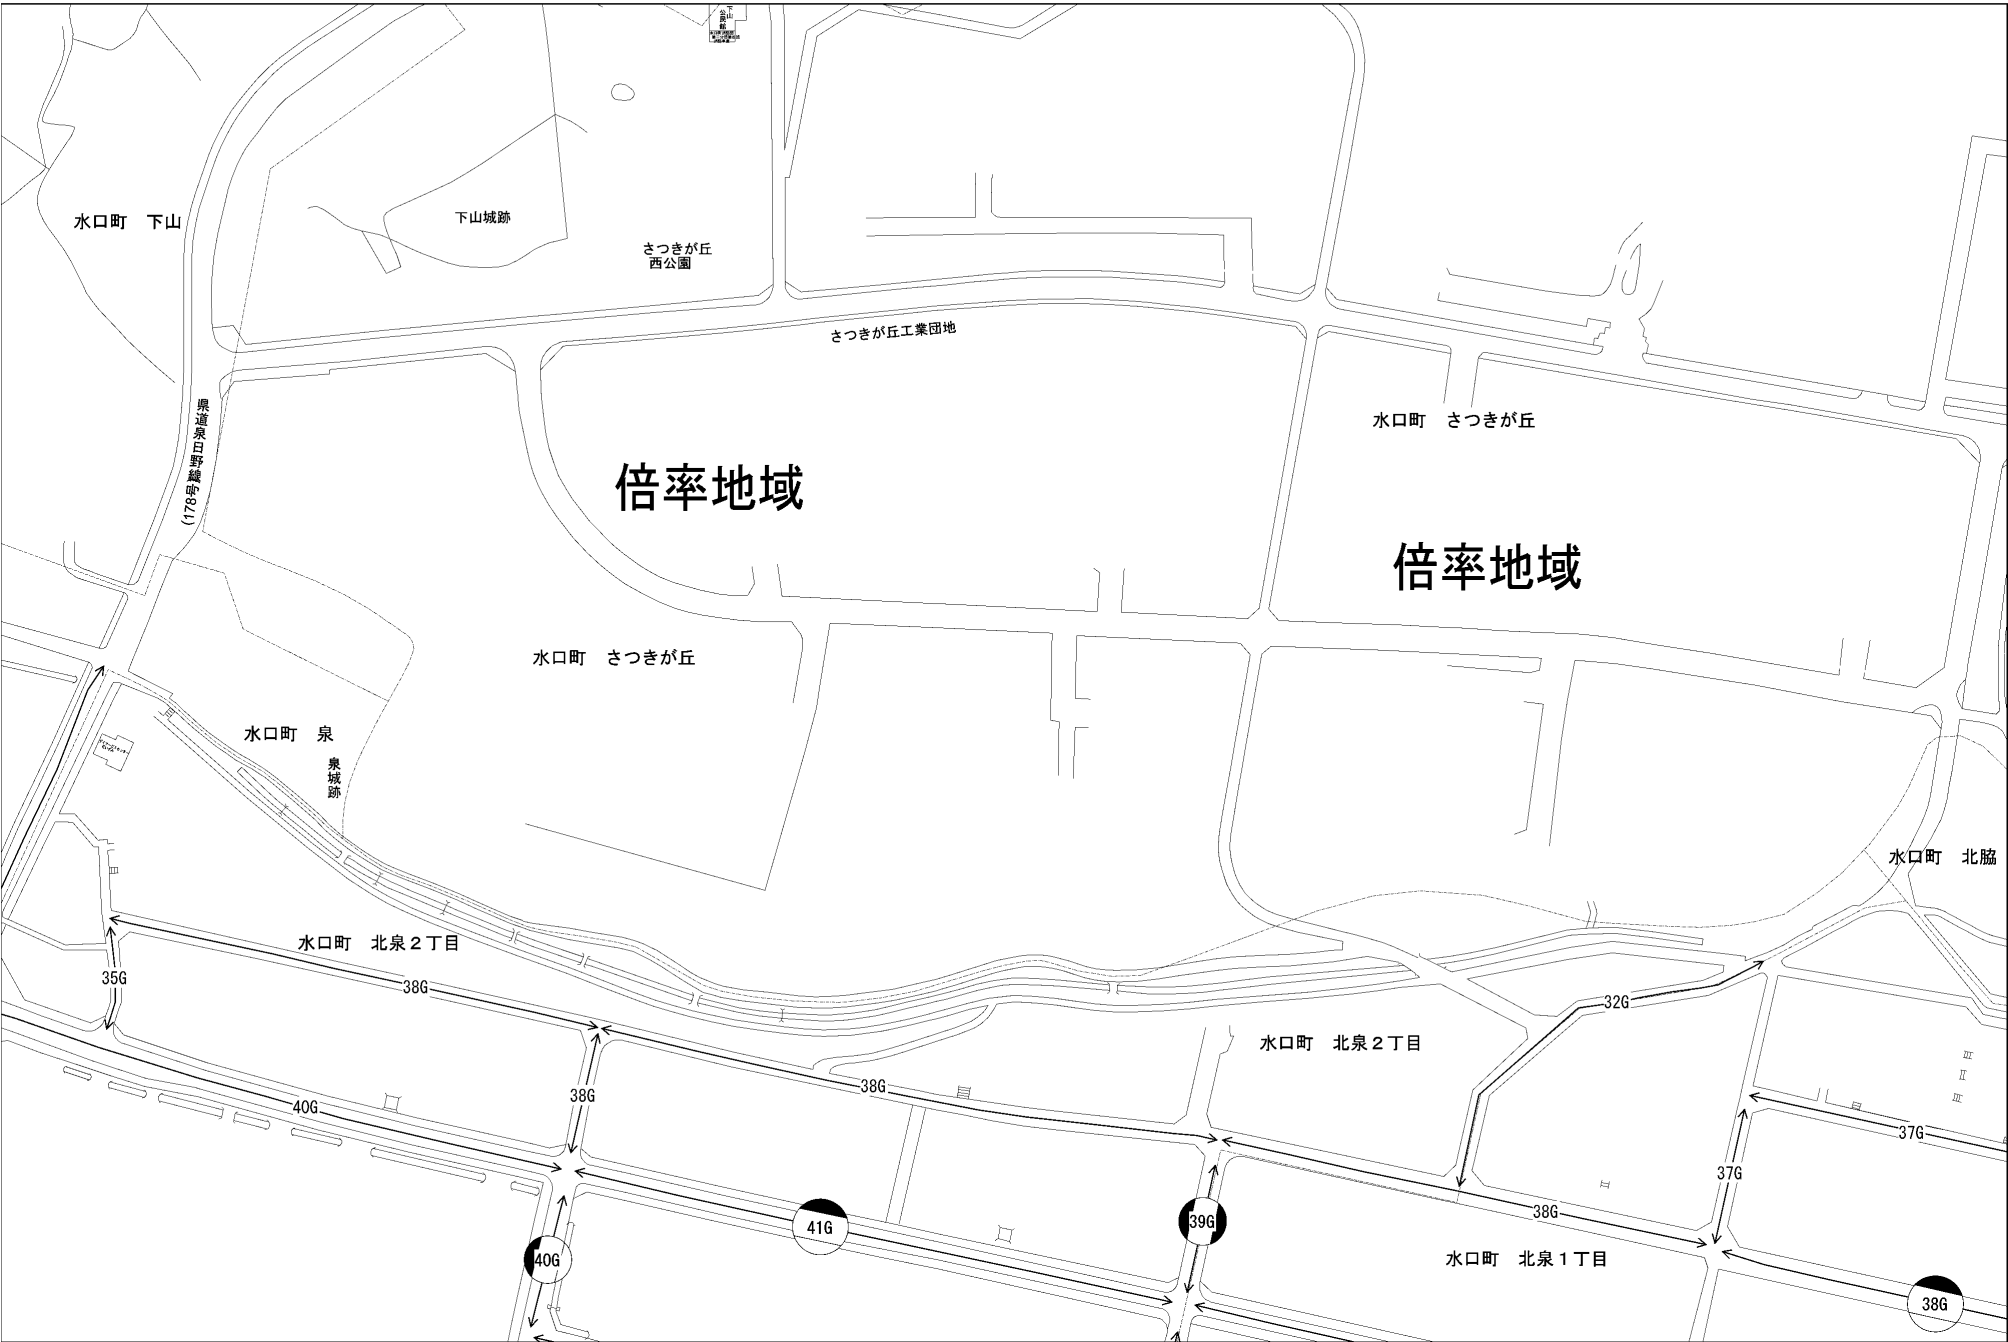 下山
公民館
水口町　下山
下山城跡
さつきが丘
西公園
さつきが丘工業団地
県道泉日野線
(178号
水口町　さつきが丘
倍率地域
倍率地域
水口町　さつきが丘
水口町　泉
泉城跡
水口町　北脇
水口町　北泉２丁目
35G
38G
32G
水口町　北泉２丁目
38G
38G
40G
37G
37G
41G
39G
38G
40G
水口町　北泉１丁目
38G